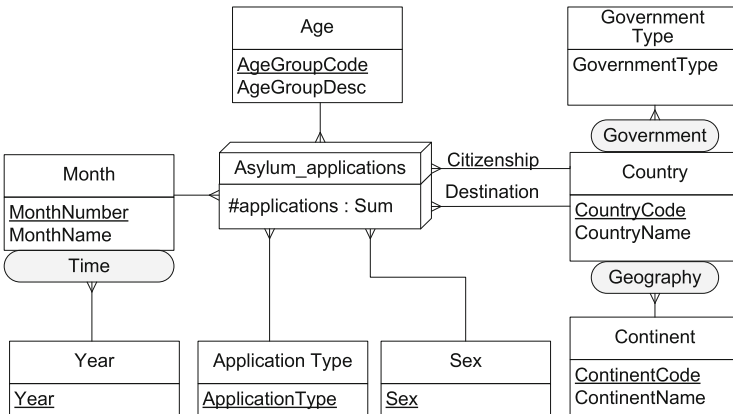 Age
AgeGroupCode
AgeGroupDesc
Government
Type
GovernmentType
Government
Month
MonthNumber
MonthName
Time
Asylum_applications
#applications : Sum
Citizenship
Destination
Country
CountryCode
CountryName
Geography
Year
Year
Application Type
ApplicationType
Sex
Sex
Continent
ContinentCode
ContinentName